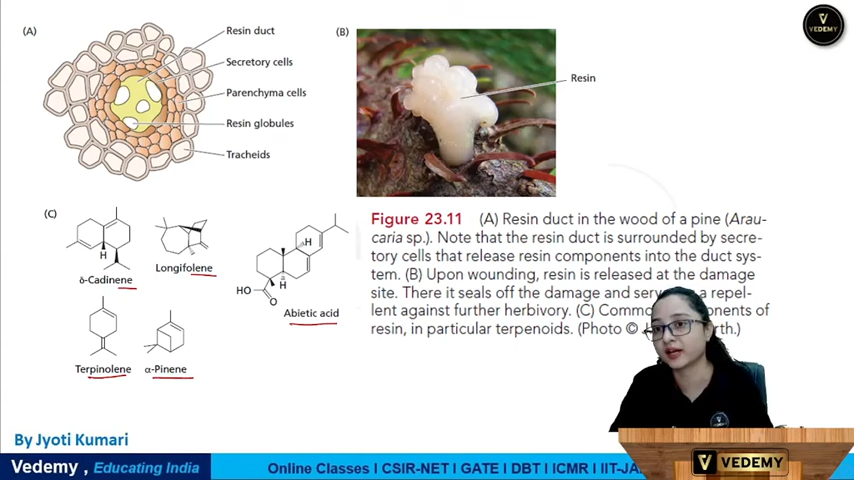 (A)
Resin duct
Secretory cells
Parenchyma cells
Resin globules
Tracheids
(B)
Resin
VEDEMY
(C)
δ-Cadinene
Longifolene
H
H
H
HO
O
Abietic acid
Terpinolene
α-Pinene
Figure 23.11 (A) Resin duct in the wood of a pine (Arau-
caria sp.). Note that the resin duct is surrounded by secre-
tory cells that release resin components into the duct sys-
tem. (B) Upon wounding, resin is released at the damage
site. There it seals off the damage and a repel-
lent against further herbivory. (C) of
resin, in particular terpenoids. (Photo ©
By Jyoti Kumari
Vedemy , Educating India
Online Classes I CSIR-NET I GATE I DBT I ICMR I IIT-JA
VEDEMY